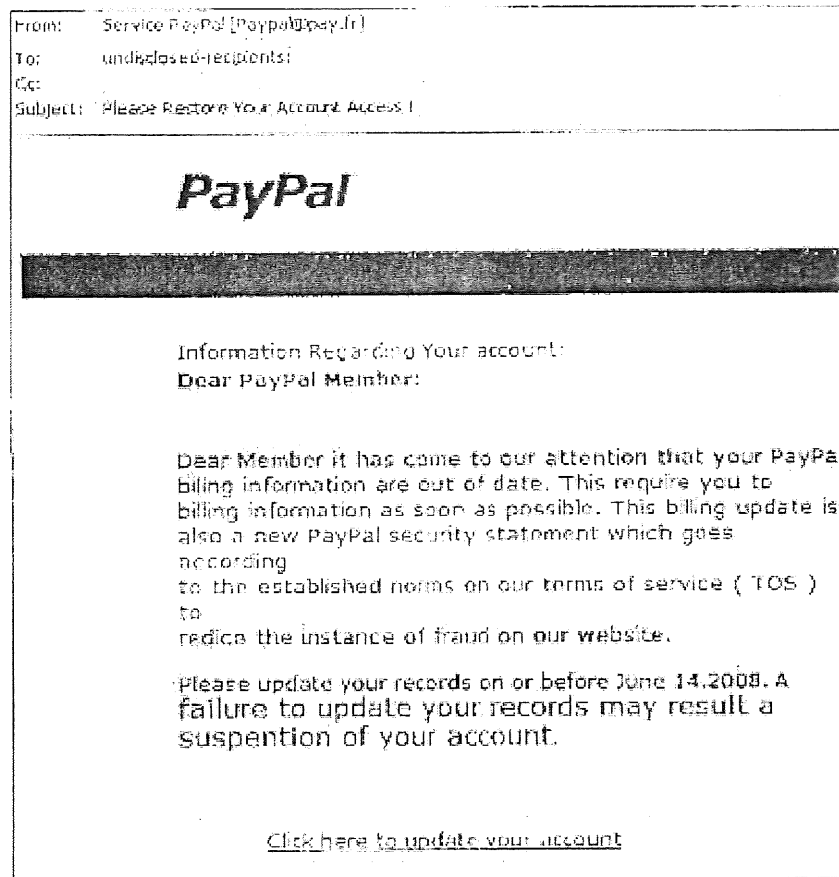 From: Service PayPal [Paypal@pay.fr]
To: undisclosed-recipients:
Cc:
Subject: Please Restore Your Account Access !
PayPal
Information Regarding Your account:
Dear PayPal Member:
Dear Member it has come to our attention that your PayPa
billing information are out of date. This require you to
billing information as soon as possible. This billing update is
also a new PayPal security statement which goes
according
to the established norms on our terms of service ( TOS )
to
redice the instance of fraud on our website.
Please update your records on or before June 14.2008. A
failure to update your records may result a
suspention of your account.
Click here to update your account